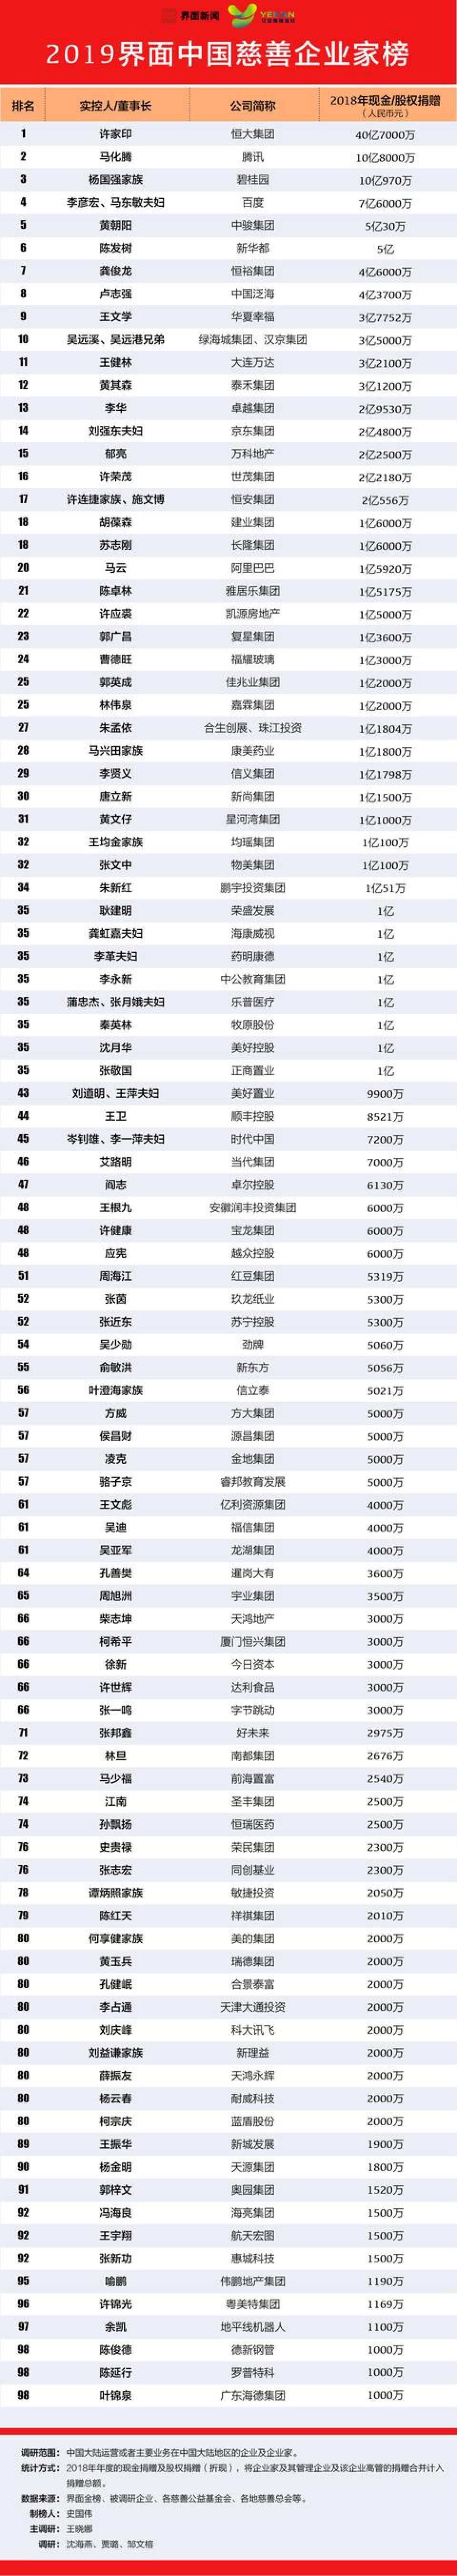 界面新闻 YEEAN
2019界面中国慈善企业家榜
排名 实控人/董事长 公司简称 2018年现金/股权捐赠
（人民币元）
1 许家印 恒大集团 40亿7000万
2 马化腾 腾讯 10亿8000万
3 杨国强家族 碧桂园 10亿970万
4 李彦宏、马东敏夫妇 百度 7亿6000万
5 黄朝阳 中骏集团 5亿30万
6 陈发树 新华都 5亿
7 龚俊龙 恒裕集团 4亿6000万
8 卢志强 中国泛海 4亿3700万
9 王文学 华夏幸福 3亿7752万
10 吴远溪、吴远港兄弟 绿海城集团、汉京集团 3亿5000万
11 王健林 大连万达 3亿2100万
12 黄其森 泰禾集团 3亿1200万
13 李华 卓越集团 2亿9530万
14 刘强东夫妇 京东集团 2亿4800万
15 郁亮 万科地产 2亿2500万
16 许荣茂 世茂集团 2亿2180万
17 许连捷家族、施文博 恒安集团 2亿556万
18 胡葆森 建业集团 1亿6000万
18 苏志刚 长隆集团 1亿6000万
20 马云 阿里巴巴 1亿5920万
21 陈卓林 雅居乐集团 1亿5175万
22 许应裘 凯源房地产 1亿5000万
23 郭广昌 复星集团 1亿3600万
24 曹德旺 福耀玻璃 1亿3000万
25 郭英成 佳兆业集团 1亿2000万
25 林伟泉 嘉霖集团 1亿2000万
27 朱孟依 合生创展、珠江投资 1亿1804万
28 马兴田家族 康美药业 1亿1800万
29 李贤义 信义集团 1亿1798万
30 唐立新 新尚集团 1亿1500万
31 黄文仔 星河湾集团 1亿1000万
32 王均金家族 均瑶集团 1亿100万
32 张文中 物美集团 1亿100万
34 朱新红 鹏宇投资集团 1亿51万
35 耿建明 荣盛发展 1亿
35 龚虹嘉夫妇 海康威视 1亿
35 李革夫妇 药明康德 1亿
35 李永新 中公教育集团 1亿
35 蒲忠杰、张月娥夫妇 乐普医疗 1亿
35 秦英林 牧原股份 1亿
35 沈月华 美好控股 1亿
35 张敬国 正商置业 1亿
43 刘道明、王萍夫妇 美好置业 9900万
44 王卫 顺丰控股 8521万
45 岑钊雄、李一萍夫妇 时代中国 7200万
46 艾路明 当代集团 7000万
47 阎志 卓尔控股 6130万
48 王根九 安徽润丰投资集团 6000万
48 许健康 宝龙集团 6000万
48 应宪 越众控股 6000万
51 周海江 红豆集团 5319万
52 张茵 玖龙纸业 5300万
52 张近东 苏宁控股 5300万
54 吴少勋 劲牌 5060万
55 俞敏洪 新东方 5056万
56 叶澄海家族 信立泰 5021万
57 方威 方大集团 5000万
57 侯昌财 源昌集团 5000万
57 凌克 金地集团 5000万
57 骆子京 睿邦教育发展 5000万
61 王文彪 亿利资源集团 4000万
61 吴迪 福信集团 4000万
61 吴亚军 龙湖集团 4000万
64 孔善樊 暹岗大有 3600万
65 周旭洲 宇业集团 3500万
66 柴志坤 天鸿地产 3000万
66 柯希平 厦门恒兴集团 3000万
66 徐新 今日资本 3000万
66 许世辉 达利食品 3000万
66 张一鸣 字节跳动 3000万
71 张邦鑫 好未来 2975万
72 林旦 南都集团 2676万
73 马少福 前海置富 2540万
74 江南 圣丰集团 2500万
74 孙飘扬 恒瑞医药 2500万
76 史贵禄 荣民集团 2300万
76 张志宏 同创基业 2300万
78 谭炳照家族 敏捷投资 2050万
79 陈红天 祥祺集团 2010万
80 何享健家族 美的集团 2000万
80 黄玉兵 瑞德集团 2000万
80 孔健岷 合景泰富 2000万
80 李占通 天津大通投资 2000万
80 刘庆峰 科大讯飞 2000万
80 刘益谦家族 新理益 2000万
80 薛振友 天鸿永辉 2000万
80 杨云春 耐威科技 2000万
80 柯宗庆 蓝盾股份 2000万
89 王振华 新城发展 1900万
90 杨金明 天源集团 1800万
91 郭梓文 奥园集团 1520万
92 冯海良 海亮集团 1500万
92 王宇翔 航天宏图 1500万
92 张新功 惠城科技 1500万
95 喻鹏 伟鹏地产集团 1190万
96 许锦光 粤美特集团 1169万
97 余凯 地平线机器人 1100万
98 陈俊德 德新钢管 1000万
98 陈延行 罗普特科 1000万
98 叶锦泉 广东海德集团 1000万
调研范围： 中国大陆运营或者主要业务在中国大陆地区的企业及企业家。
统计方式： 2018年年度的现金捐赠及股权捐赠（折现），将企业家及其管理企业及该企业高管的捐赠合并计入
捐赠总额。
数据来源： 界面金榜、被调研企业、各慈善公益基金会、各地慈善总会等。
制榜人： 史国伟
主调研： 王晓娜
调研： 沈海燕、贾璐、邹文榕